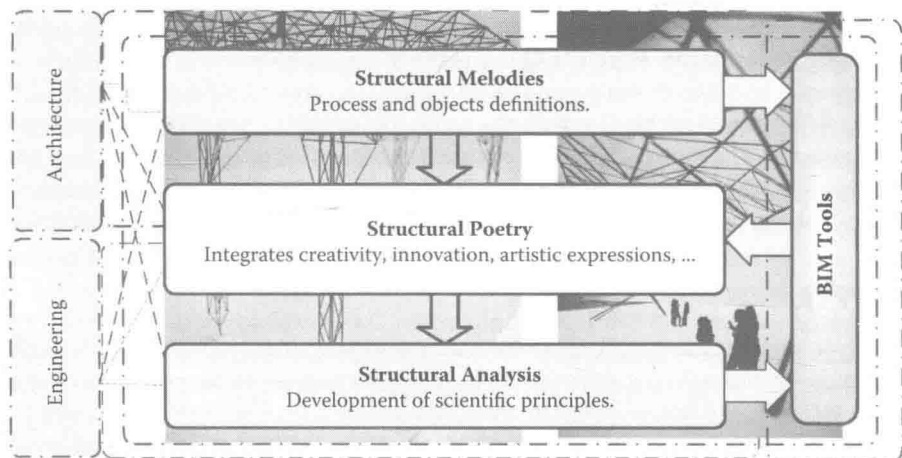 Architecture
Engineering
Structural Melodies
Process and objects definitions.
Structural Poetry
Integrates creativity, innovation, artistic expressions, ...
Structural Analysis
Development of scientific principles.
BIM Tools